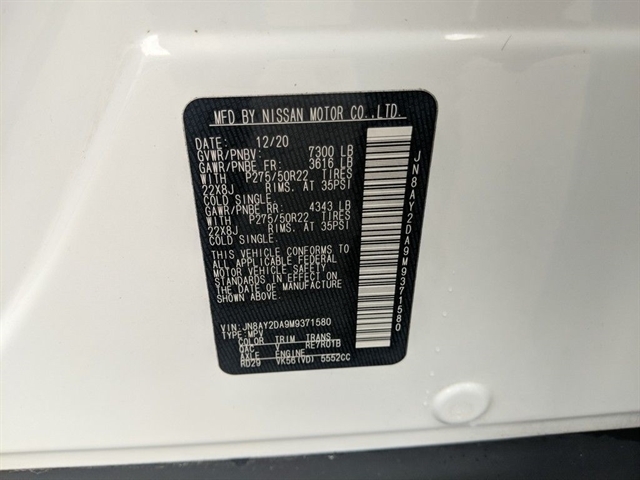 MFD BY NISSAN MOTOR CO.,LTD.
DATE: 12/20
GVWR/PNBV: 7300 LB
GAWR/PNBE FR: 3616 LB
WITH P275/50R22 TIRES
22X8J RIMS. AT 35PSI
COLD SINGLE.
GAWR/PNBE RR: 4343 LB
WITH P275/50R22 TIRES
22X8J RIMS. AT 35PSI
COLD SINGLE.
THIS VEHICLE CONFORMS TO
ALL APPLICABLE FEDERAL
MOTOR VEHICLE SAFETY
STANDARDS IN EFFECT ON
THE DATE OF MANUFACTURE
SHOWN ABOVE.
VIN: JN8AY2DA9M9371580
TYPE: MPV
COLOR TRIM TRANS
QAC V RE7R01B
AXLE ENGINE
RD29 VK56(VD) 5552CC
JN8AY2DA9M9371580